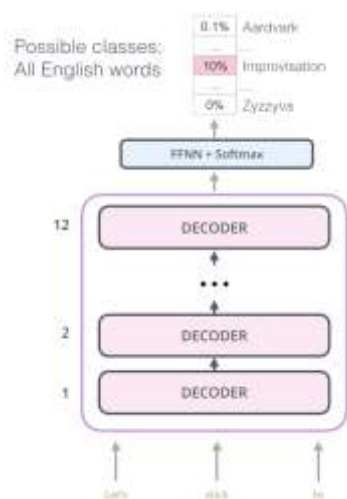 0.1% Aardvark
...
Possible classes:
All English words
10% Improvisation
...
0% Zyzzyva
FFNN + Softmax
12
DECODER
...
2
DECODER
1
DECODER